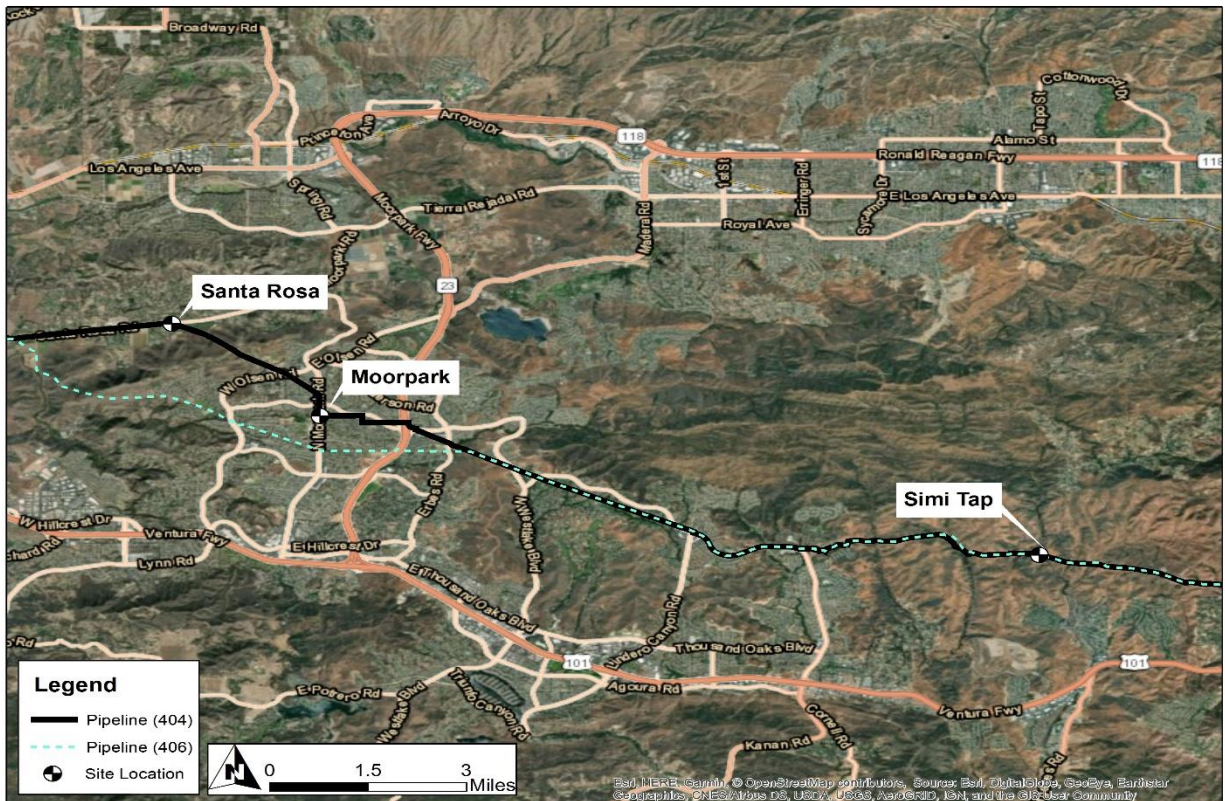 Broadway Rd
Princeton Ave
Arroyo Dr
118
Cottonwood
Tapo St
Alamo St
Ronald Reagan Fwy
118
Los Angeles Ave
Spring Rd
Moorpark Fwy
Tierra Rejada Rd
Madera Rd
1st St
Erringer Rd
Sycamore Dr
E Los Angeles Ave
Royal Ave
Santa Rosa
23
E Olsen Rd
W Olsen Rd
Moorpark
Erbes Rd
W Westlake Blvd
Simi Tap
W Hillcrest Dr
Ventura Fwy
Lynn Rd
E Hillcrest Dr
E Thousand Oaks Blvd
Thousand Oaks Blvd
101
Agoura Rd
101
Ventura Fwy
E Potrero Rd
Westlake Blvd
Triunfo Canyon Rd
Kanan Rd
Cornell Rd
Legend
Pipeline (404)
Pipeline (406)
Site Location
N
0 1.5 3
Miles
Esri, HERE, Garmin, © OpenStreetMap contributors, Source: Esri, DigitalGlobe, GeoEye, Earthstar
Geographics, CNES/Airbus DS, USDA, USGS, AeroGRID, IGN, and the GIS User Community